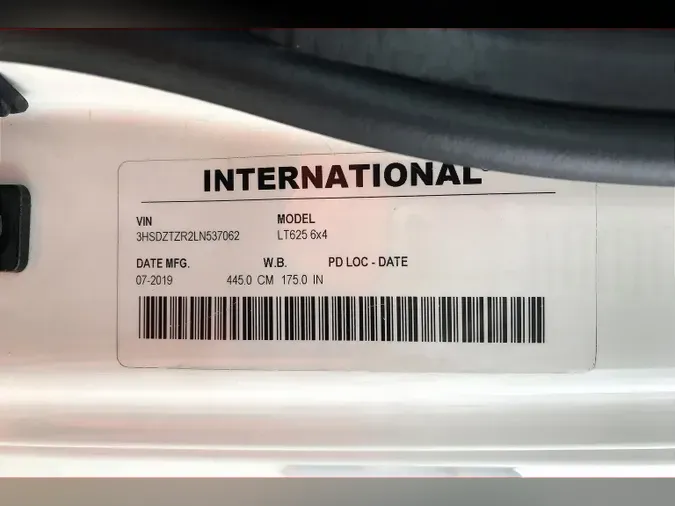 INTERNATIONAL
VIN MODEL
3HSDZTZR2LN537062 LT625 6x4
DATE MFG. W.B. PD LOC - DATE
07-2019 445.0 CM 175.0 IN